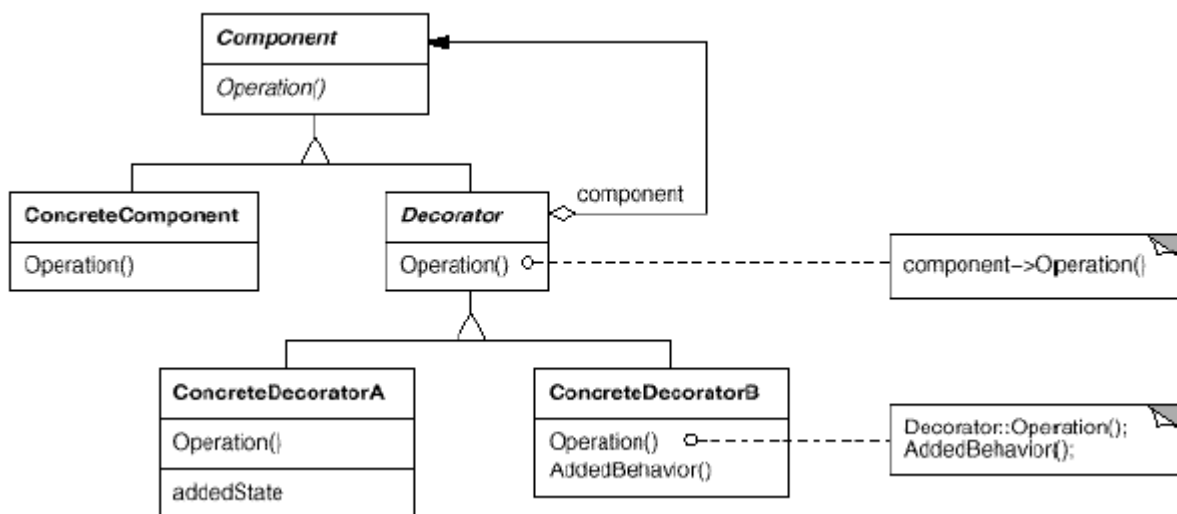 Component
Operation()
ConcreteComponent
Operation()
Decorator
Operation()
component
component->Operation()
ConcreteDecoratorA
Operation()
addedState
ConcreteDecoratorB
Operation()
AddedBehavior()
Decorator::Operation();
AddedBehavior();